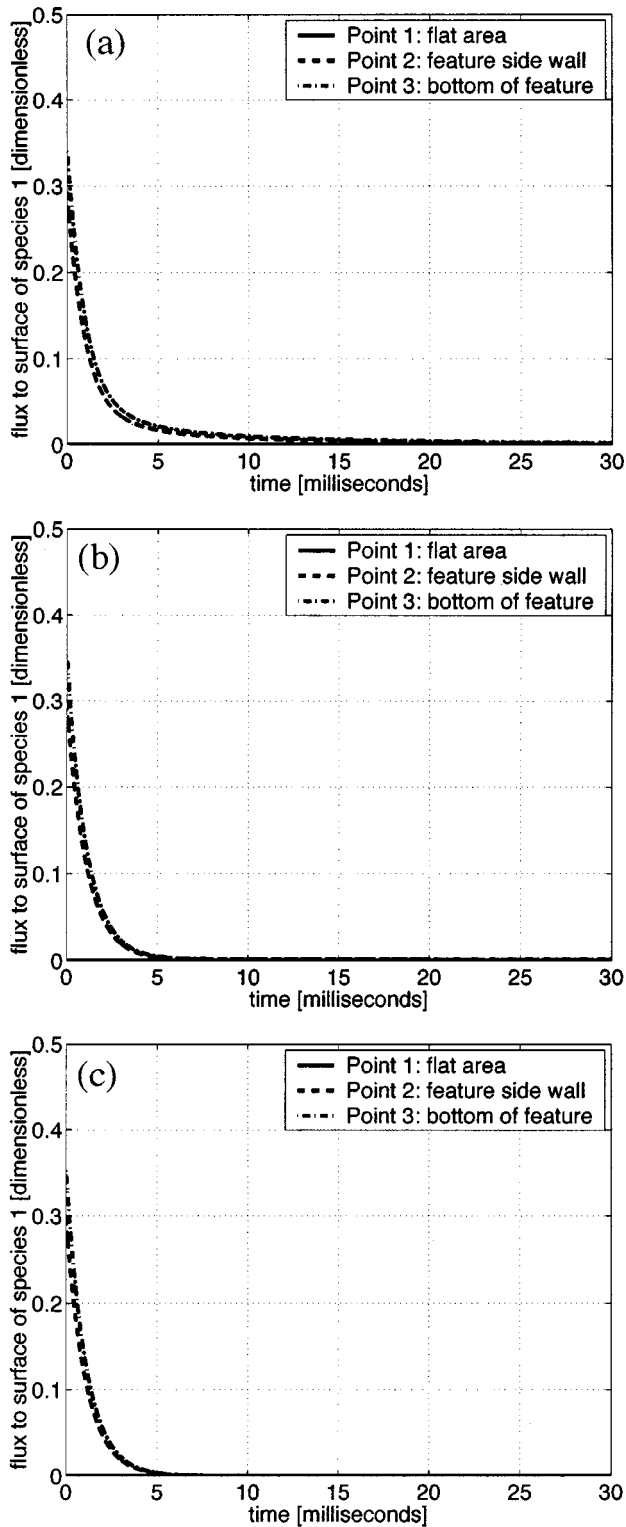 (a)
Point 1: flat area
Point 2: feature side wall
Point 3: bottom of feature
flux to surface of species 1 [dimensionless]
0.5
0.4
0.3
0.2
0.1
0
0 5 10 15 20 25 30
time [milliseconds]
(b)
Point 1: flat area
Point 2: feature side wall
Point 3: bottom of feature
flux to surface of species 1 [dimensionless]
0.5
0.4
0.3
0.2
0.1
0
0 5 10 15 20 25 30
time [milliseconds]
(c)
Point 1: flat area
Point 2: feature side wall
Point 3: bottom of feature
flux to surface of species 1 [dimensionless]
0.5
0.4
0.3
0.2
0.1
0
0 5 10 15 20 25 30
time [milliseconds]